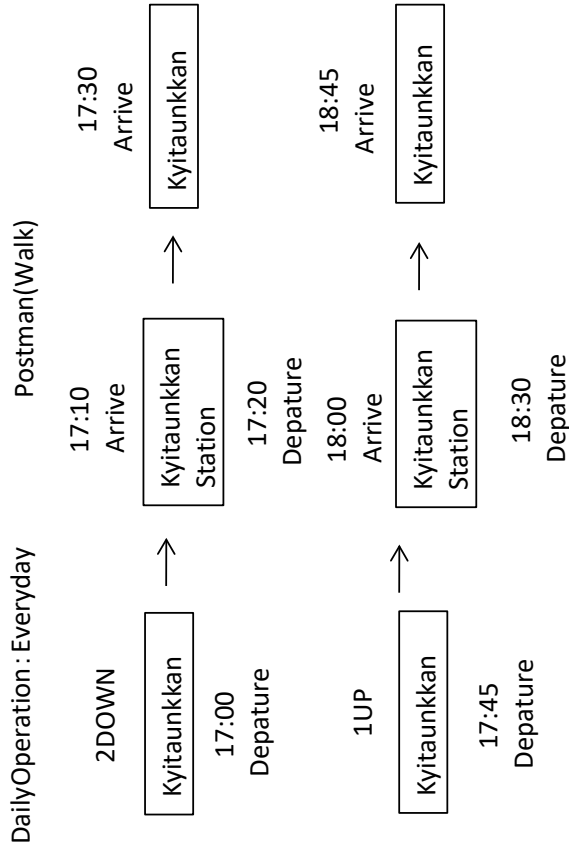 DailyOperation : Everyday
Postman(Walk)
2DOWN
17:10
Arrive
17:30
Arrive
Kyitaunkkan
Kyitaunkkan
Station
Kyitaunkkan
17:00
Depature
17:20
Depature
1UP
18:00
Arrive
18:45
Arrive
Kyitaunkkan
Kyitaunkkan
Station
Kyitaunkkan
17:45
Depature
18:30
Depature